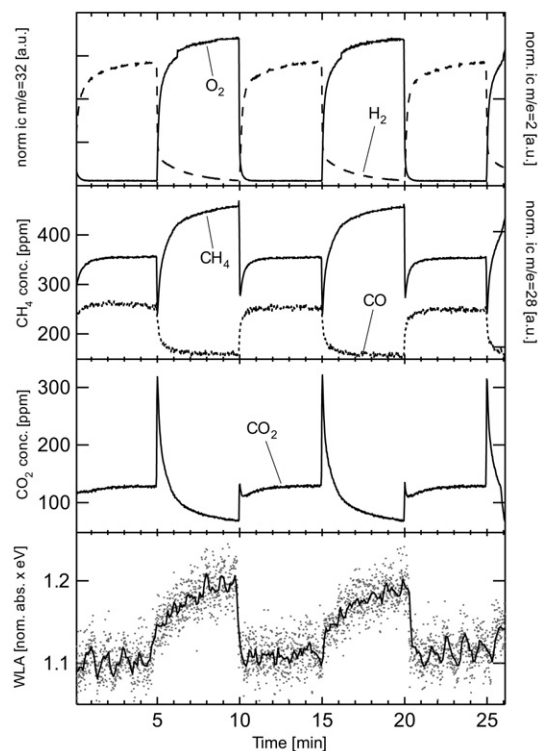 norm ic m/e=32 [a.u.]
O2
H2
norm. ic m/e=2 [a.u.]
CH4 conc. [ppm]
400
300
200
CH4
CO
norm. ic m/e=28 [a.u.]
CO2 conc. [ppm]
300
200
100
CO2
WLA [nom. abs. x eV]
1.2
1.1
5 10 15 20 25
Time [min]